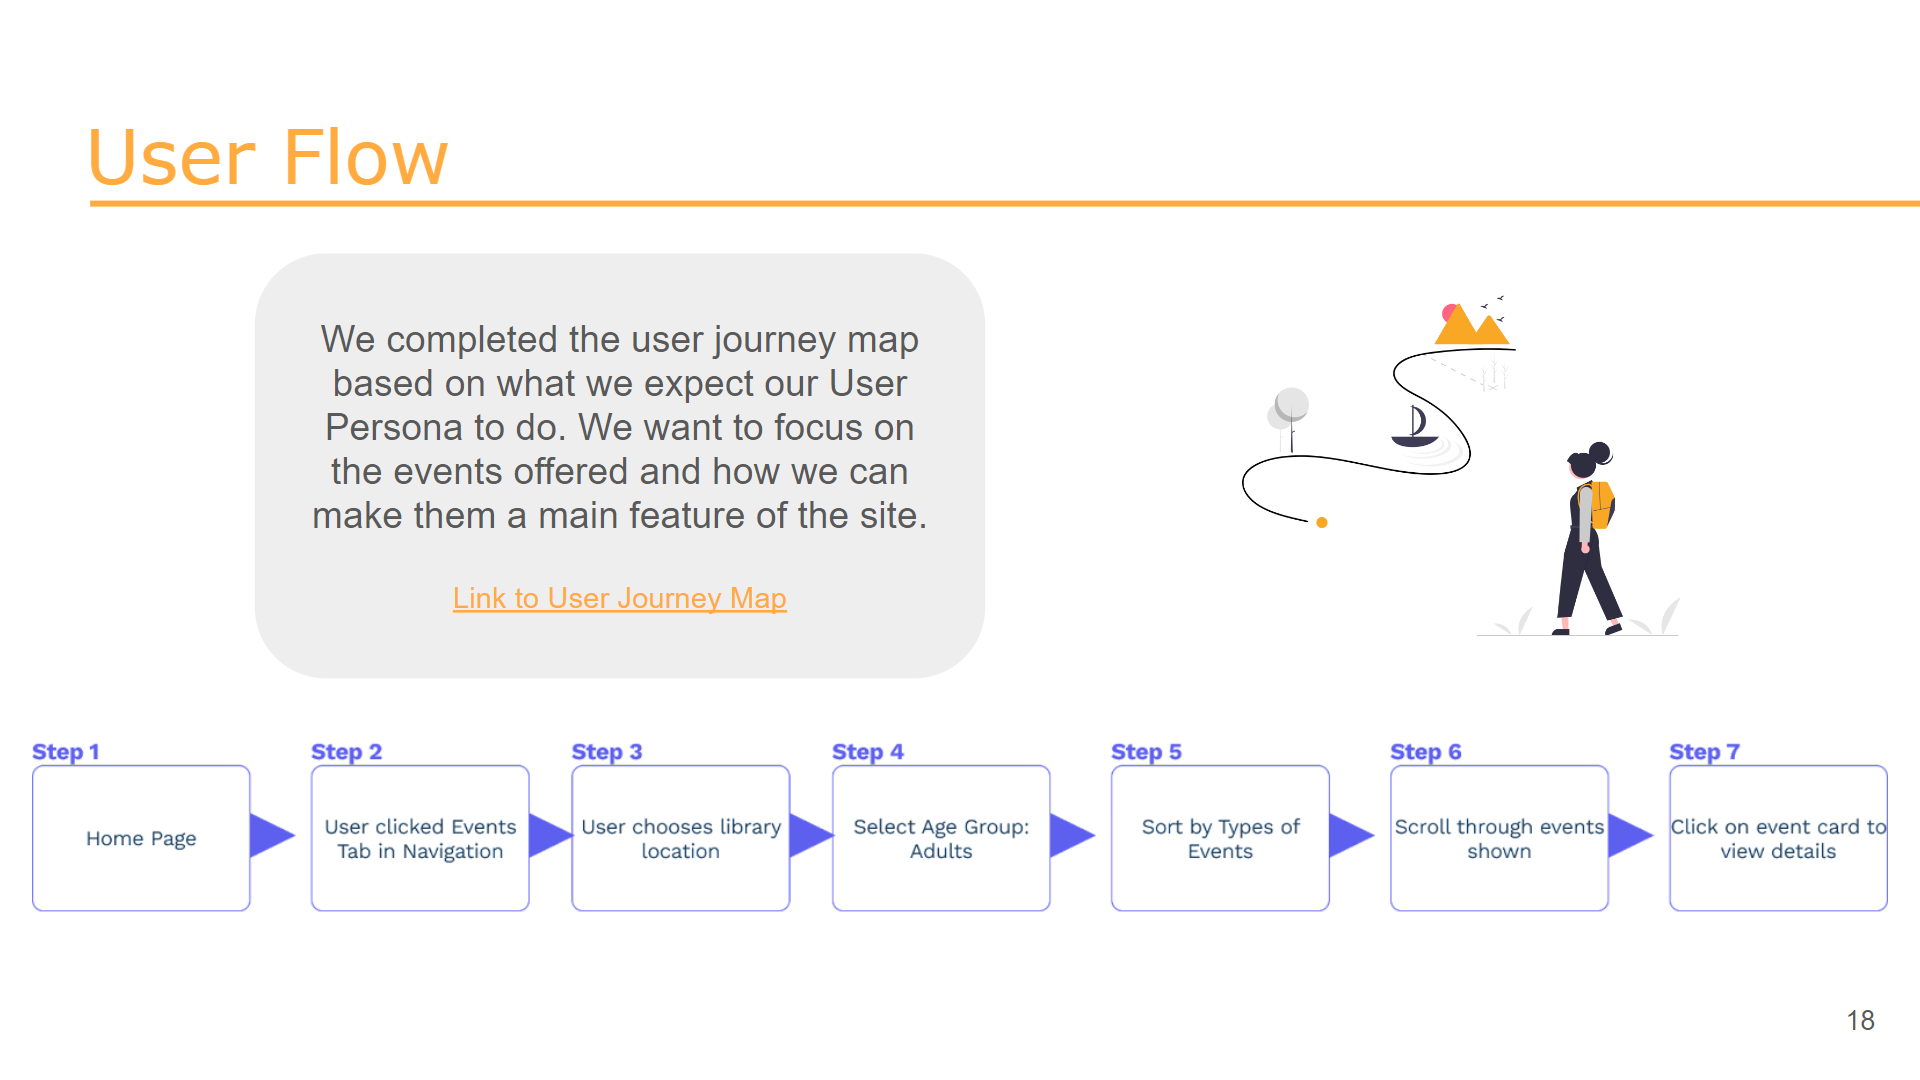 User Flow
We completed the user journey map
based on what we expect our User
Persona to do. We want to focus on
the events offered and how we can
make them a main feature of the site.
Link to User Journey Map
Step 1
Home Page
Step 2
User clicked Events
Tab in Navigation
Step 3
User chooses library
location
Step 4
Select Age Group:
Adults
Step 5
Sort by Types of
Events
Step 6
Scroll through events
shown
Step 7
Click on event card to
view details
18